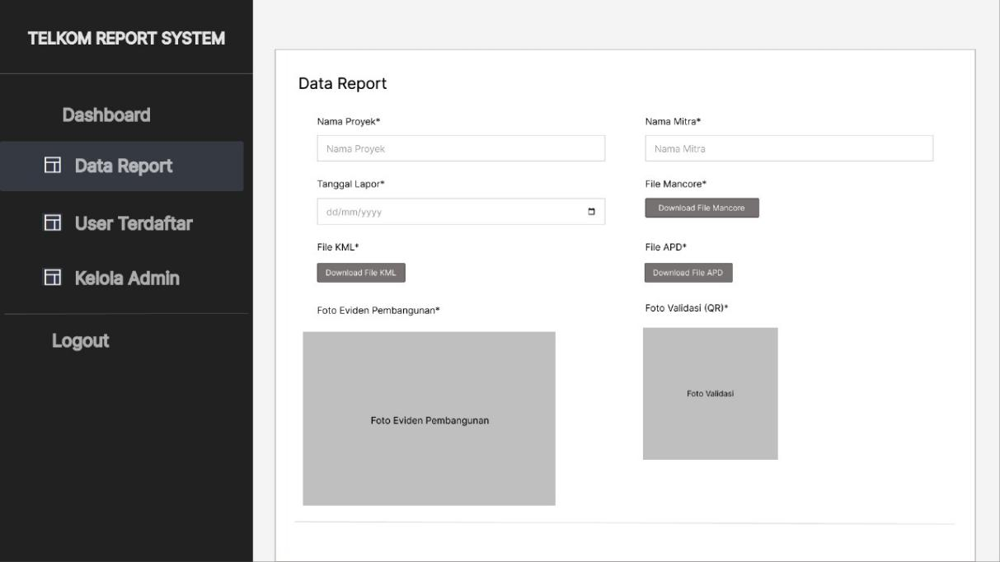 TELKOM REPORT SYSTEM
Dashboard
Data Report
User Terdaftar
Kelola Admin
Logout
Data Report
Nama Proyek*
Nama Proyek
Nama Mitra*
Nama Mitra
Tanggal Lapor*
dd/mm/yyyy
File Mancore*
Download File Mancore
File KML*
Download File KML
File APD*
Download File APD
Foto Eviden Pembangunan*
Foto Eviden Pembangunan
Foto Validasi (QR)*
Foto Validasi